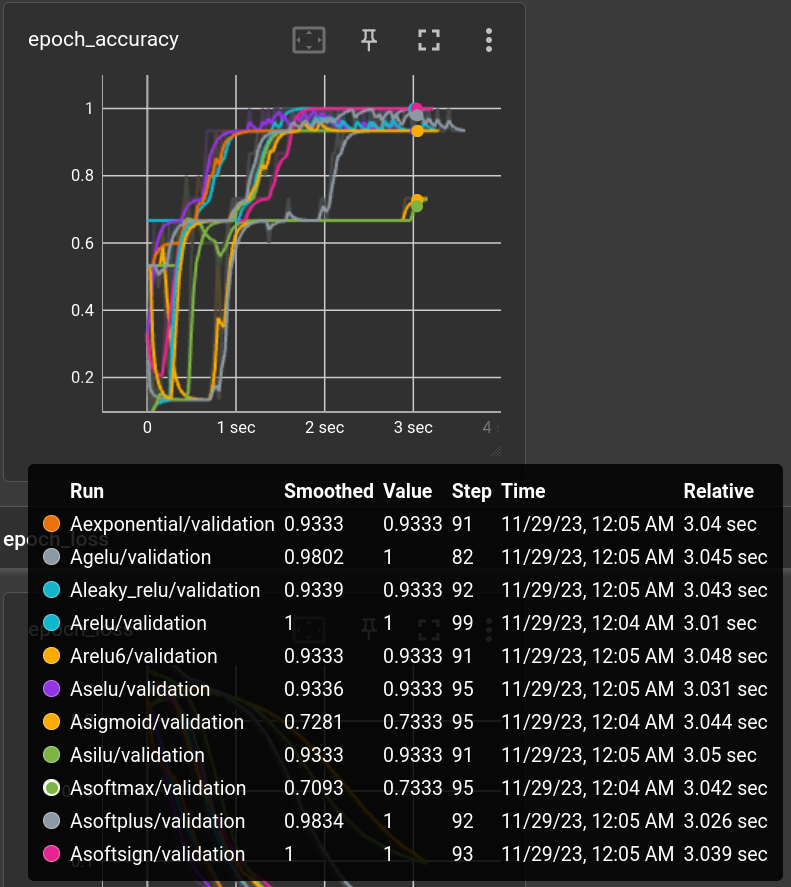 epoch_accuracy
1
0.8
0.6
0.4
0.2
0 1 sec 2 sec 3 sec 4
Run Smoothed Value Step Time Relative
Aexponential/validation 0.9333 0.9333 91 11/29/23, 12:05 AM 3.04 sec
epoch_loss
Agelu/validation 0.9802 1 82 11/29/23, 12:05 AM 3.045 sec
Aleaky_relu/validation 0.9339 0.9333 92 11/29/23, 12:05 AM 3.043 sec
Arelu/validation 1 1 99 11/29/23, 12:04 AM 3.01 sec
epoch_loss
Arelu6/validation 0.9333 0.9333 91 11/29/23, 12:05 AM 3.048 sec
Aselu/validation 0.9336 0.9333 95 11/29/23, 12:05 AM 3.031 sec
Asigmoid/validation 0.7281 0.7333 95 11/29/23, 12:04 AM 3.044 sec
Asilu/validation 0.9333 0.9333 91 11/29/23, 12:05 AM 3.05 sec
Asoftmax/validation 0.7093 0.7333 95 11/29/23, 12:04 AM 3.042 sec
Asoftplus/validation 0.9834 1 92 11/29/23, 12:05 AM 3.026 sec
Asoftsign/validation 1 1 93 11/29/23, 12:05 AM 3.039 sec